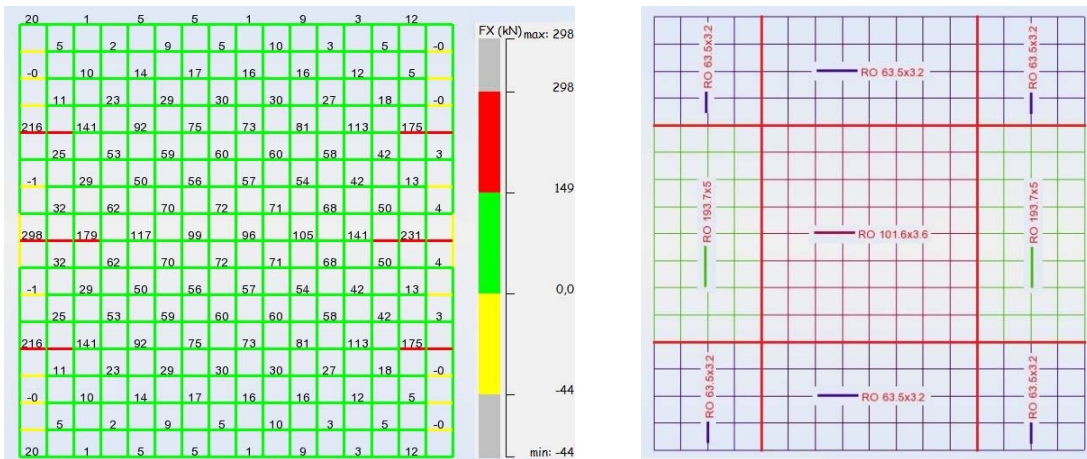 20 1 5 5 1 9 3 12
5 2 9 5 10 3 5 -0
-0 10 14 17 16 16 12 5
11 23 29 30 30 27 18 -0
216 141 92 75 73 81 113 175
25 53 59 60 60 58 42 3
-1 29 50 56 57 54 42 13
32 62 70 72 71 68 50 4
298 179 117 99 96 105 141 231
32 62 70 72 71 68 50 4
-1 29 50 56 57 54 42 13
25 53 59 60 60 58 42 3
216 141 92 75 73 81 113 175
11 23 29 30 30 27 18 -0
-0 10 14 17 16 16 12 5
5 2 9 5 10 3 5 -0
20 1 5 5 1 9 3 12
FX (kN) max: 298
298
149
0,0
-44
min: -44
RO 63.5x3.2
RO 63.5x3.2
RO 63.5x3.2
RO 193.7x5
RO 101.6x3.6
RO 193.7x5
RO 63.5x3.2
RO 63.5x3.2
RO 63.5x3.2